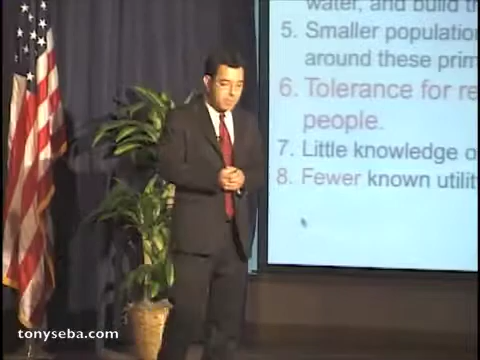 water, and build th
5. Smaller population
around these prim
6. Tolerance for re
people.
7. Little knowledge o
8. Fewer known utilit
tonyseba.com